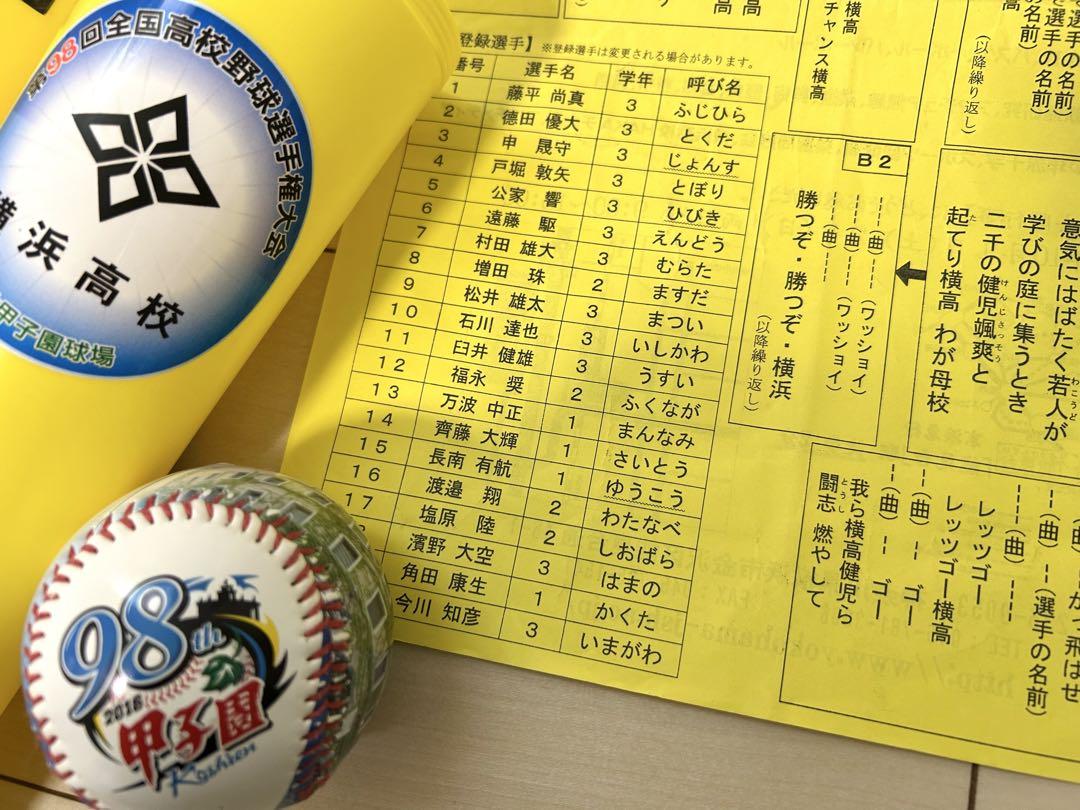 第98回全国高校野球選手権大会
横浜高校
甲子園球場
98th
2016
甲子園
Koshien
登録選手】 ※登録選手は変更される場合があります。
番号 選手名 学年 呼び名
1 藤平 尚真 3 ふじひら
2 徳田 優大 3 とくだ
3 申 晟守 3 じょんす
4 戸堀 敦矢 3 とぼり
5 公家 響 3 ひびき
6 遠藤 駆 3 えんどう
7 村田 雄大 3 むらた
8 増田 珠 2 ますだ
9 松井 雄太 3 まつい
10 石川 達也 3 いしかわ
11 臼井 健雄 3 うすい
12 福永 奨 2 ふくなが
13 万波 中正 1 まんなみ
14 齊藤 大輝 1 さいとう
15 長南 有航 1 ゆうこう
16 渡邉 翔 2 わたなべ
17 塩原 陸 2 しおばら
濱野 大空 3 はまの
角田 康生 1 かくた
今川 知彦 3 いまがわ
横高
チャンス横高
選手の名前)
選手の名前)
(以降繰り返し)
B2
----(曲)---- (ワッショイ)
----(曲)---- (ワッショイ)
----(曲)----
勝つぞ・勝つぞ・横浜
(以降繰り返し)
意気にはばたく若人が
学びの庭に集うとき
二千の健児颯爽と
起てり横高 わが母校
かっ飛ばせ
--(曲)--(選手の名前)
----(曲)----
レッツゴー
レッツゴー横高
--(曲)-- ゴー
--(曲)-- ゴー
我ら横高健児ら
闘志 燃やして